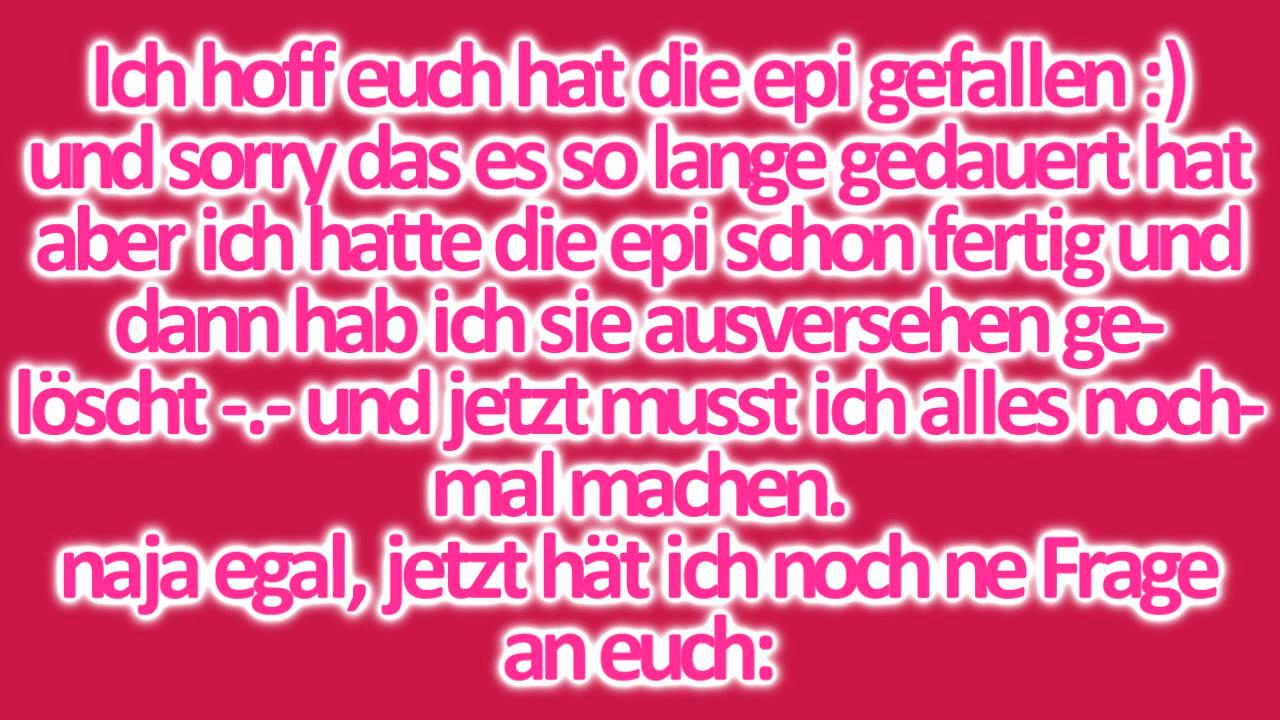 Ich hoff euch hat die epi gefallen :)
und sorry das es so lange gedauert hat
aber ich hatte die epi schon fertig und
dann hab ich sie ausversehen ge-
löscht -.- und jetzt musst ich alles noch-
mal machen.
naja egal, jetzt hät ich noch ne Frage
an euch: